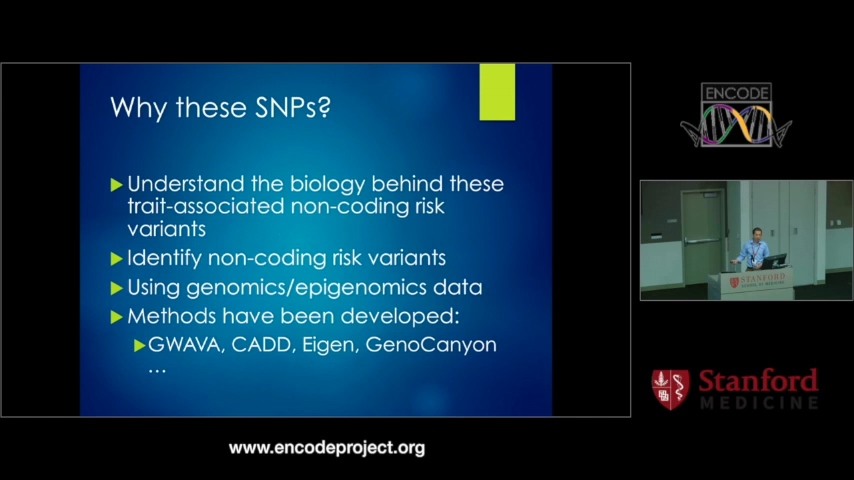 Why these SNPs?
Understand the biology behind these
trait-associated non-coding risk
variants
Identify non-coding risk variants
Using genomics/epigenomics data
Methods have been developed:
GWAVA, CADD, Eigen, GenoCanyon
...
ENCODE
STANFORD
Stanford
MEDICINE
www.encodeproject.org